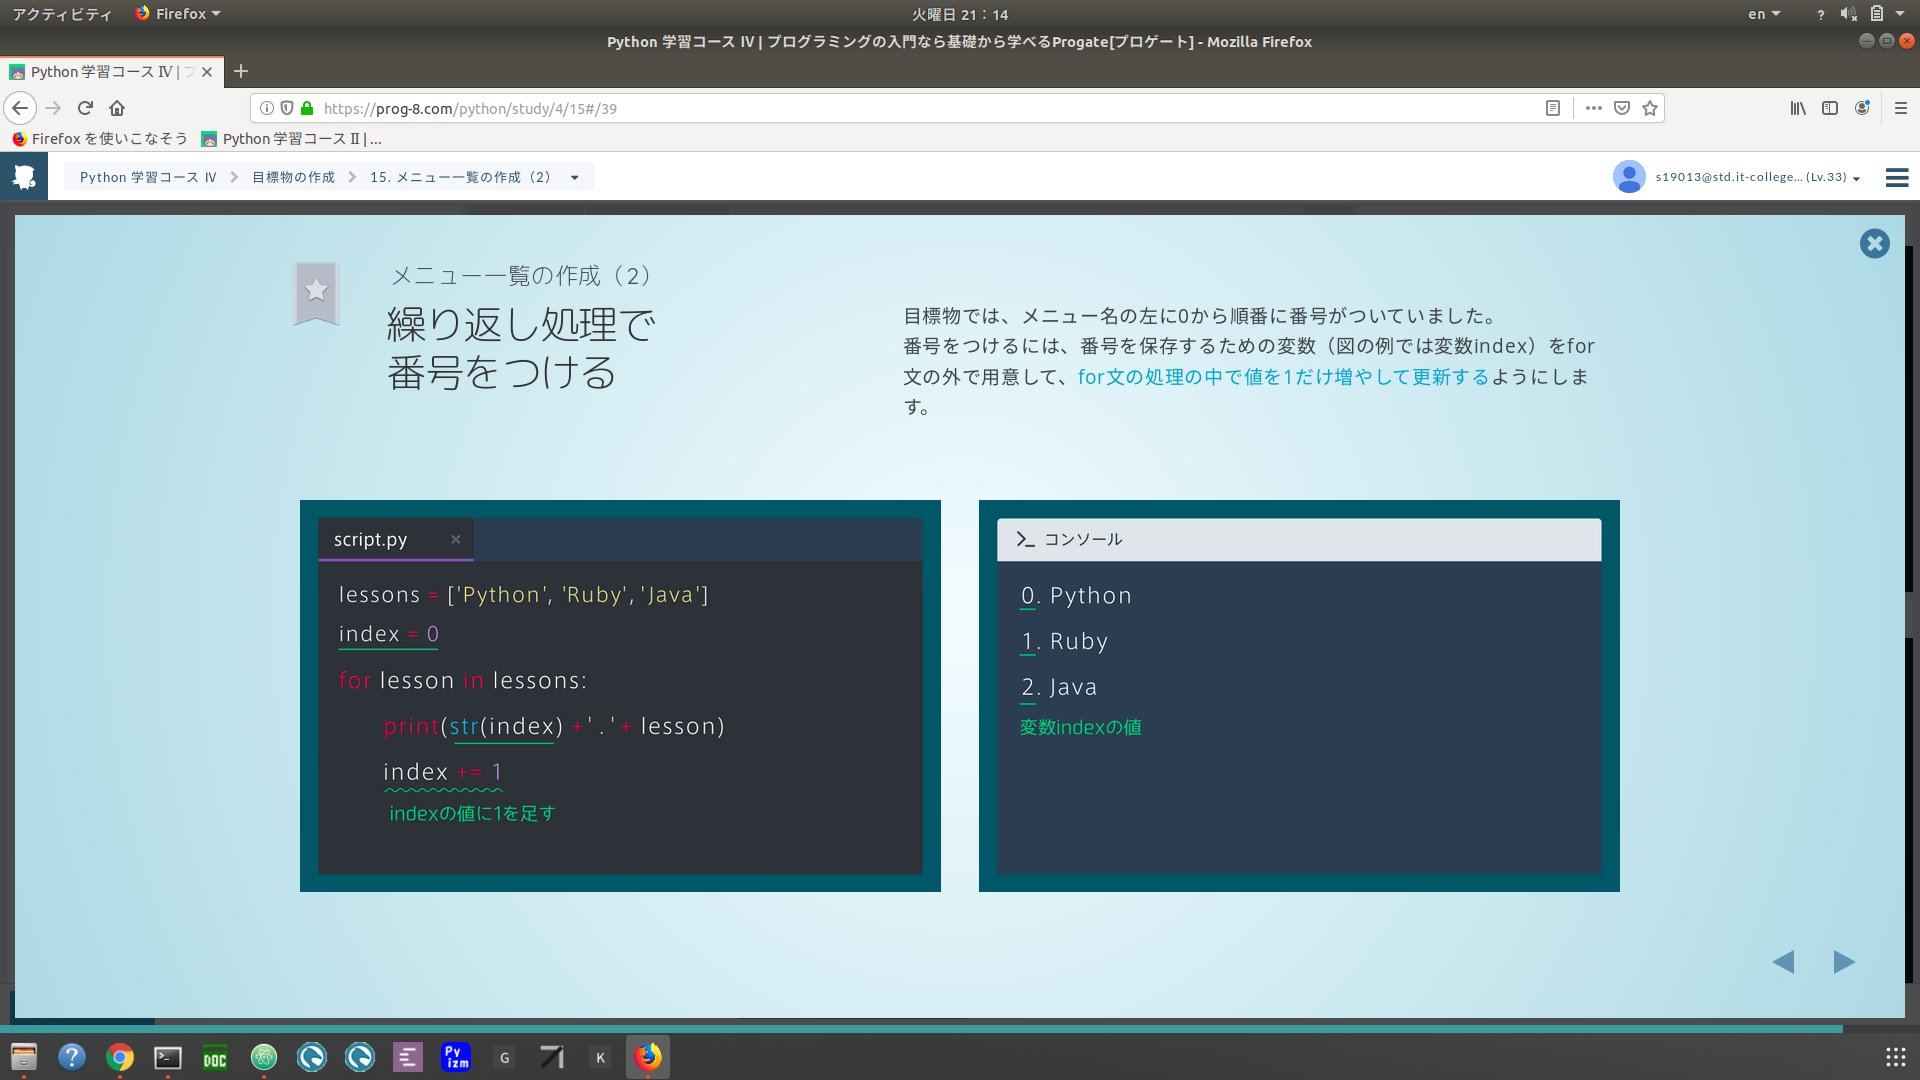 アクティビティ
Firefox
火曜日 21：14
en
Python 学習コース Ⅳ | プログラミングの入門なら基礎から学べるProgate[プロゲート] - Mozilla Firefox
Python 学習コース Ⅳ |
https://prog-8.com/python/study/4/15#/39
Firefox を使いこなそう
Python 学習コース Ⅱ | ...
Python 学習コース Ⅳ
目標物の作成
15. メニュー一覧の作成（2）
s19013@std.it-college... (Lv.33)
メニュー一覧の作成（2）
繰り返し処理で
番号をつける
目標物では、メニュー名の左に0から順番に番号がついていました。
番号をつけるには、番号を保存するための変数（図の例では変数index）をfor
文の外で用意して、for文の処理の中で値を1だけ増やして更新するようにしま
す。
script.py
lessons = ['Python', 'Ruby', 'Java']
index = 0
for lesson in lessons:
print(str(index) + ' . ' + lesson)
index += 1
indexの値に1を足す
コンソール
0. Python
1. Ruby
2. Java
変数indexの値
DOC
Py
izm
G
K